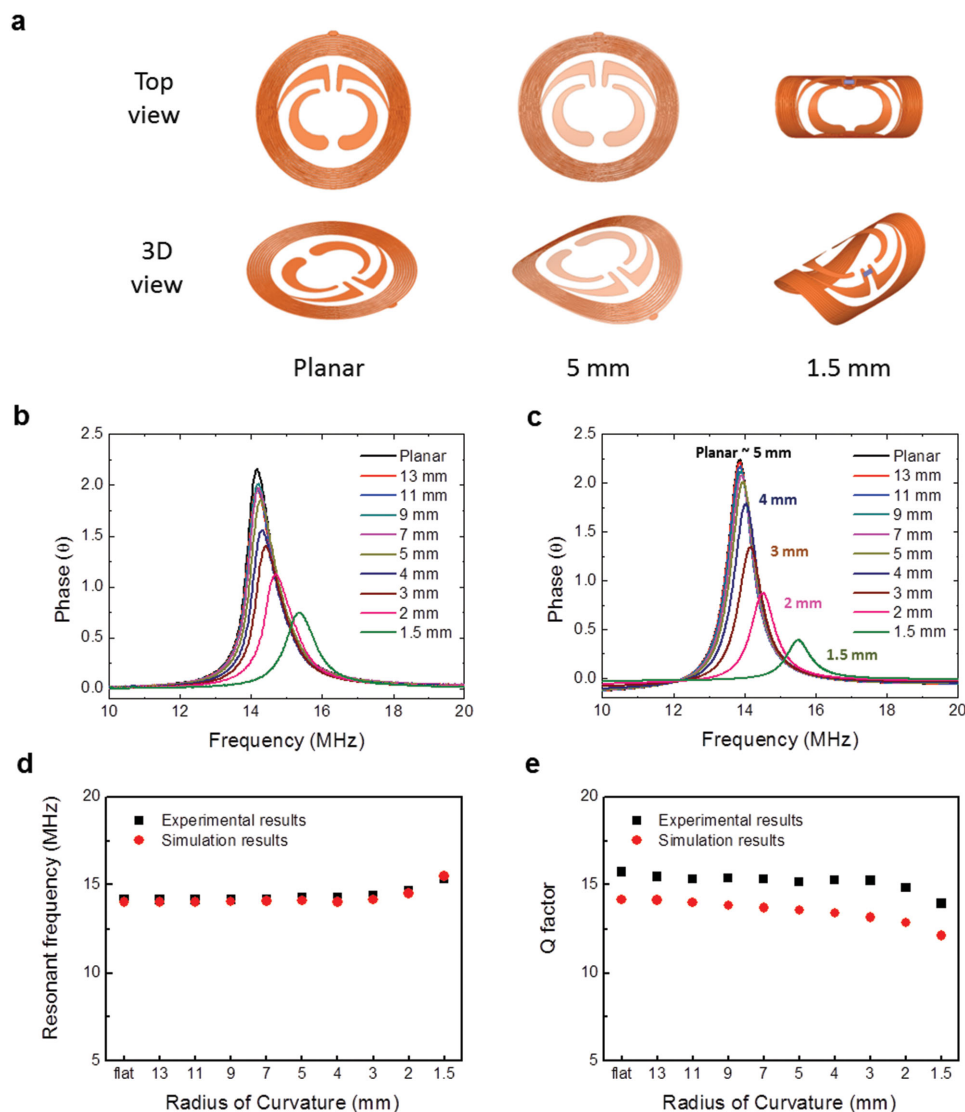 a
Top
view
3D
view
Planar
5 mm
1.5 mm
b
2.5
2.0
1.5
1.0
0.5
0.0
10
12
14
16
18
20
Phase (θ)
Frequency (MHz)
Planar
13 mm
11 mm
9 mm
7 mm
5 mm
4 mm
3 mm
2 mm
1.5 mm
c
2.5
2.0
1.5
1.0
0.5
0.0
10
12
14
16
18
20
Phase (θ)
Frequency (MHz)
Planar ~ 5 mm
4 mm
3 mm
2 mm
1.5 mm
Planar
13 mm
11 mm
9 mm
7 mm
5 mm
4 mm
3 mm
2 mm
1.5 mm
d
20
15
10
5
Resonant frequency (MHz)
Experimental results
Simulation results
flat 13 11 9 7 5 4 3 2 1.5
Radius of Curvature (mm)
e
20
15
10
5
Q factor
Experimental results
Simulation results
flat 13 11 9 7 5 4 3 2 1.5
Radius of Curvature (mm)